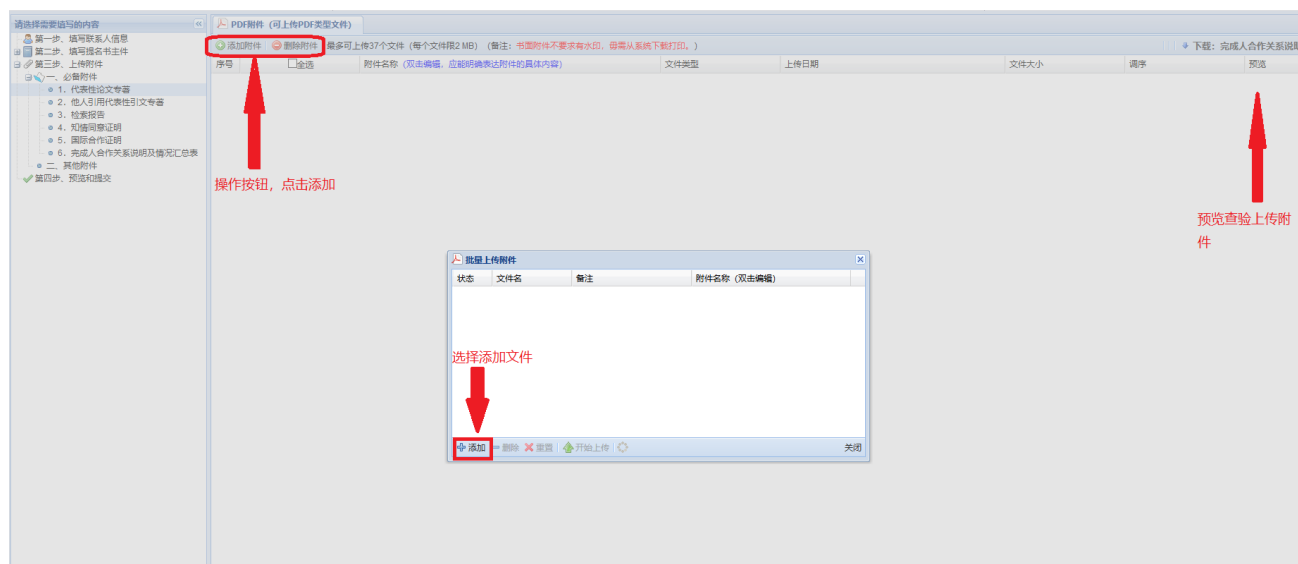 请选择需要填写的内容
第一步、填写联系人信息
第二步、填写提名书主件
第三步、上传附件
一、必备附件
1. 代表性论文专著
2. 他人引用代表性引文专著
3. 检索报告
4. 知情同意证明
5. 国际合作证明
6. 完成人合作关系说明及情况汇总表
二、其他附件
第四步、预览和提交
PDF附件 (可上传PDF类型文件)
添加附件 删除附件 最多可上传37个文件 (每个文件限2 MB) (备注: 书面附件不要求有水印, 毋需从系统下载打印。) 下载: 完成人合作关系说明
序号 全选 附件名称 (双击编辑, 应能明确表达附件的具体内容) 文件类型 上传日期 文件大小 调序 预览
操作按钮, 点击添加
预览查验上传附
件
批量上传附件
状态 文件名 备注 附件名称 (双击编辑)
选择添加文件
添加 删除 重置 开始上传 关闭